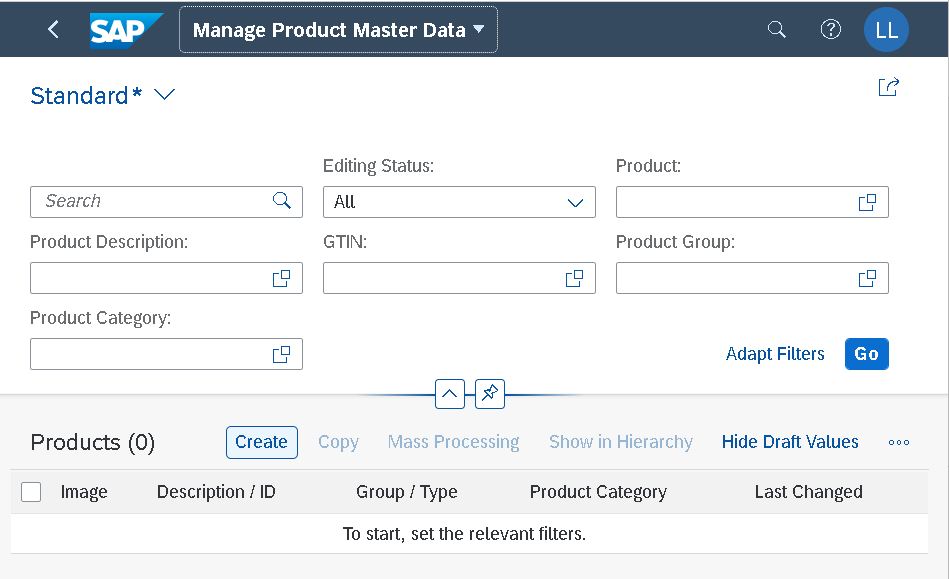 SAP Manage Product Master Data LL
Standard*
Editing Status: Product:
Search All
Product Description: GTIN: Product Group:
Product Category:
Adapt Filters Go
Products (0) Create Copy Mass Processing Show in Hierarchy Hide Draft Values
Image Description / ID Group / Type Product Category Last Changed
To start, set the relevant filters.